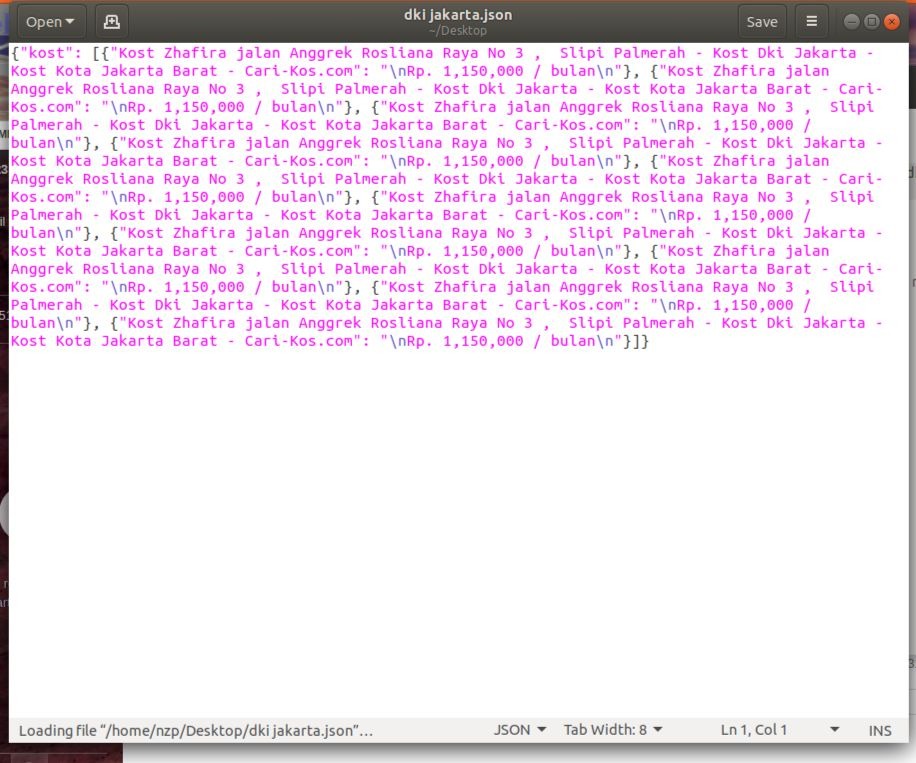 Open
dki jakarta.json
~/Desktop
Save
{"kost": [{"Kost Zhafira jalan Anggrek Rosliana Raya No 3 ,  Slipi Palmerah - Kost Dki Jakarta -
Kost Kota Jakarta Barat - Cari-Kos.com": "\nRp. 1,150,000 / bulan\n"}, {"Kost Zhafira jalan
Anggrek Rosliana Raya No 3 ,  Slipi Palmerah - Kost Dki Jakarta - Kost Kota Jakarta Barat - Cari-
Kos.com": "\nRp. 1,150,000 / bulan\n"}, {"Kost Zhafira jalan Anggrek Rosliana Raya No 3 ,  Slipi
Palmerah - Kost Dki Jakarta - Kost Kota Jakarta Barat - Cari-Kos.com": "\nRp. 1,150,000 /
bulan\n"}, {"Kost Zhafira jalan Anggrek Rosliana Raya No 3 ,  Slipi Palmerah - Kost Dki Jakarta -
Kost Kota Jakarta Barat - Cari-Kos.com": "\nRp. 1,150,000 / bulan\n"}, {"Kost Zhafira jalan
Anggrek Rosliana Raya No 3 ,  Slipi Palmerah - Kost Dki Jakarta - Kost Kota Jakarta Barat - Cari-
Kos.com": "\nRp. 1,150,000 / bulan\n"}, {"Kost Zhafira jalan Anggrek Rosliana Raya No 3 ,  Slipi
Palmerah - Kost Dki Jakarta - Kost Kota Jakarta Barat - Cari-Kos.com": "\nRp. 1,150,000 /
bulan\n"}, {"Kost Zhafira jalan Anggrek Rosliana Raya No 3 ,  Slipi Palmerah - Kost Dki Jakarta -
Kost Kota Jakarta Barat - Cari-Kos.com": "\nRp. 1,150,000 / bulan\n"}, {"Kost Zhafira jalan
Anggrek Rosliana Raya No 3 ,  Slipi Palmerah - Kost Dki Jakarta - Kost Kota Jakarta Barat - Cari-
Kos.com": "\nRp. 1,150,000 / bulan\n"}, {"Kost Zhafira jalan Anggrek Rosliana Raya No 3 ,  Slipi
Palmerah - Kost Dki Jakarta - Kost Kota Jakarta Barat - Cari-Kos.com": "\nRp. 1,150,000 /
bulan\n"}, {"Kost Zhafira jalan Anggrek Rosliana Raya No 3 ,  Slipi Palmerah - Kost Dki Jakarta -
Kost Kota Jakarta Barat - Cari-Kos.com": "\nRp. 1,150,000 / bulan\n"}]}
Loading file “/home/nzp/Desktop/dki jakarta.json”… JSON Tab Width: 8 Ln 1, Col 1 INS